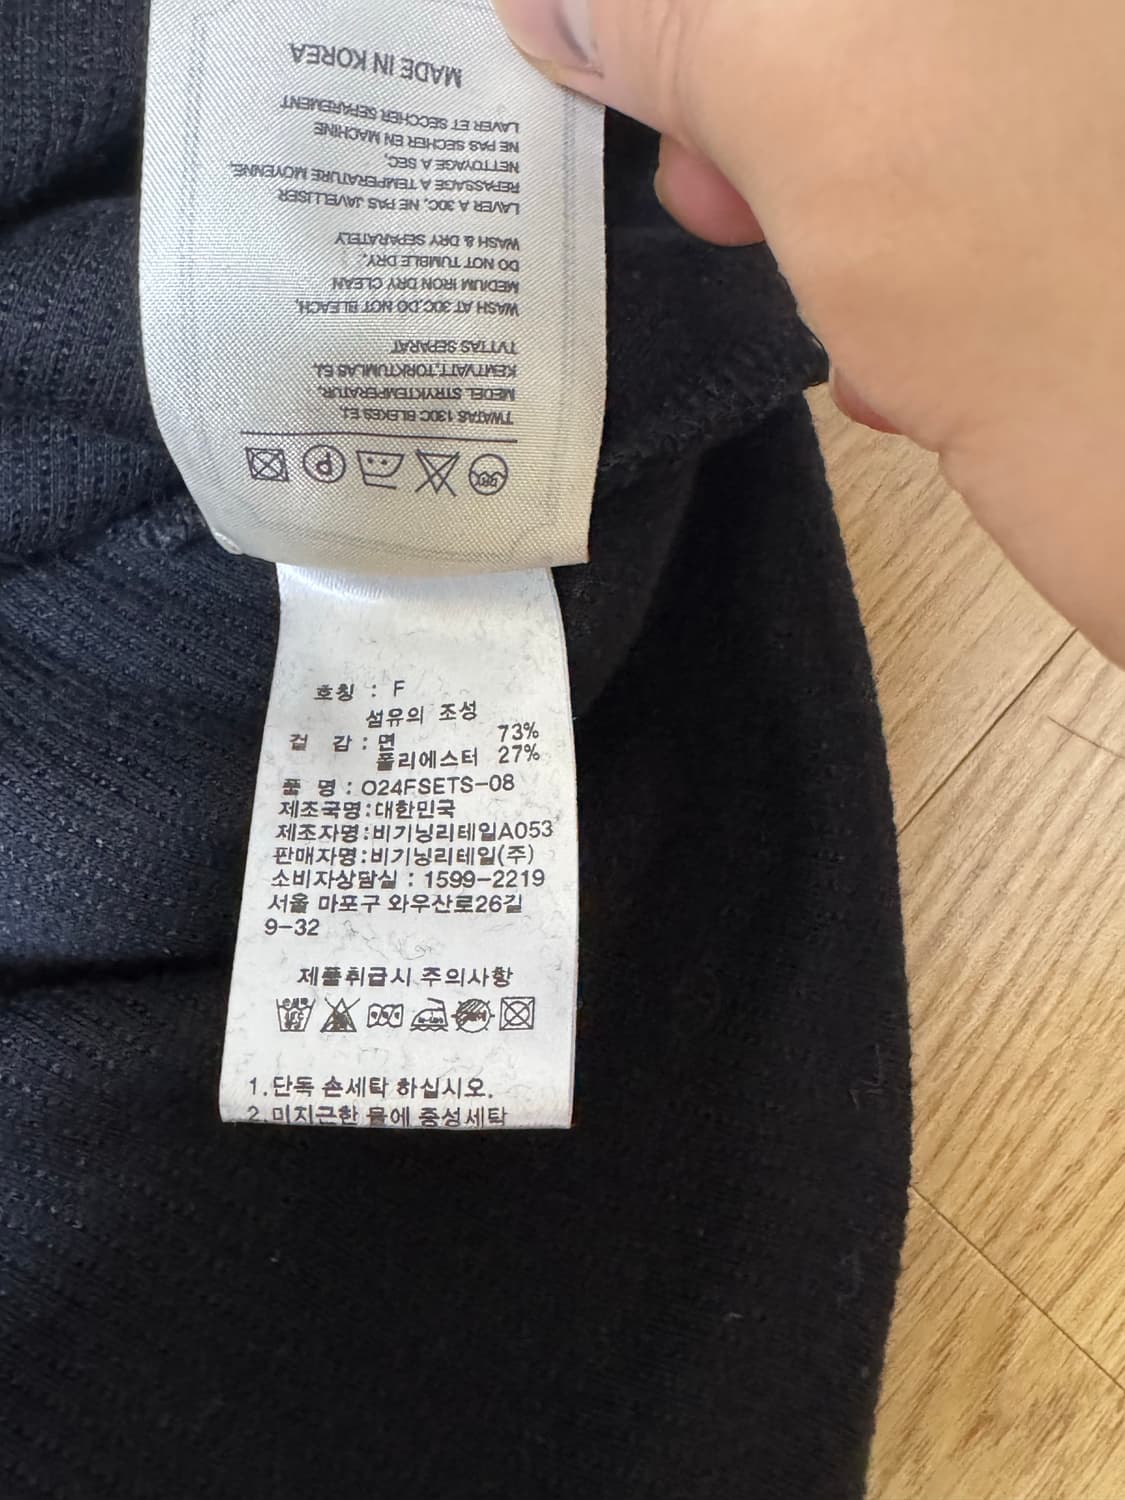 MADE IN KOREA
LAVER ET SECCHER SEPAREMENT
NE PAS SECHER EN MACHINE
NETTOYAGE A SEC,
REPASSAGE A TEMPERATURE MOYENNE,
LAVER A 30C, NE PAS JAVELLISER
WASH & DRY SEPARATELY
DO NOT TUMBLE DRY.
MEDIUM IRON DRY CLEAN
WASH AT 30C,DO NOT BLEACH,
TVTTAS SEPARAT
KEMTVATT,TORKTUMLAS EJ.
MEDEL STRYKTEMPERATUR.
TWATAS 130C BLEKES EJ.
P
호칭 : F
섬유의 조성
겉 감 : 면 73%
폴리에스터 27%
품 명 : O24FSETS-08
제조국명:대한민국
제조자명:비기닝리테일A053
판매자명:비기닝리테일(주)
소비자상담실 : 1599-2219
서울 마포구 와우산로26길
9-32
제품취급시 주의사항
1.단독 손세탁 하십시오.
2.미지근한 물에 중성세탁